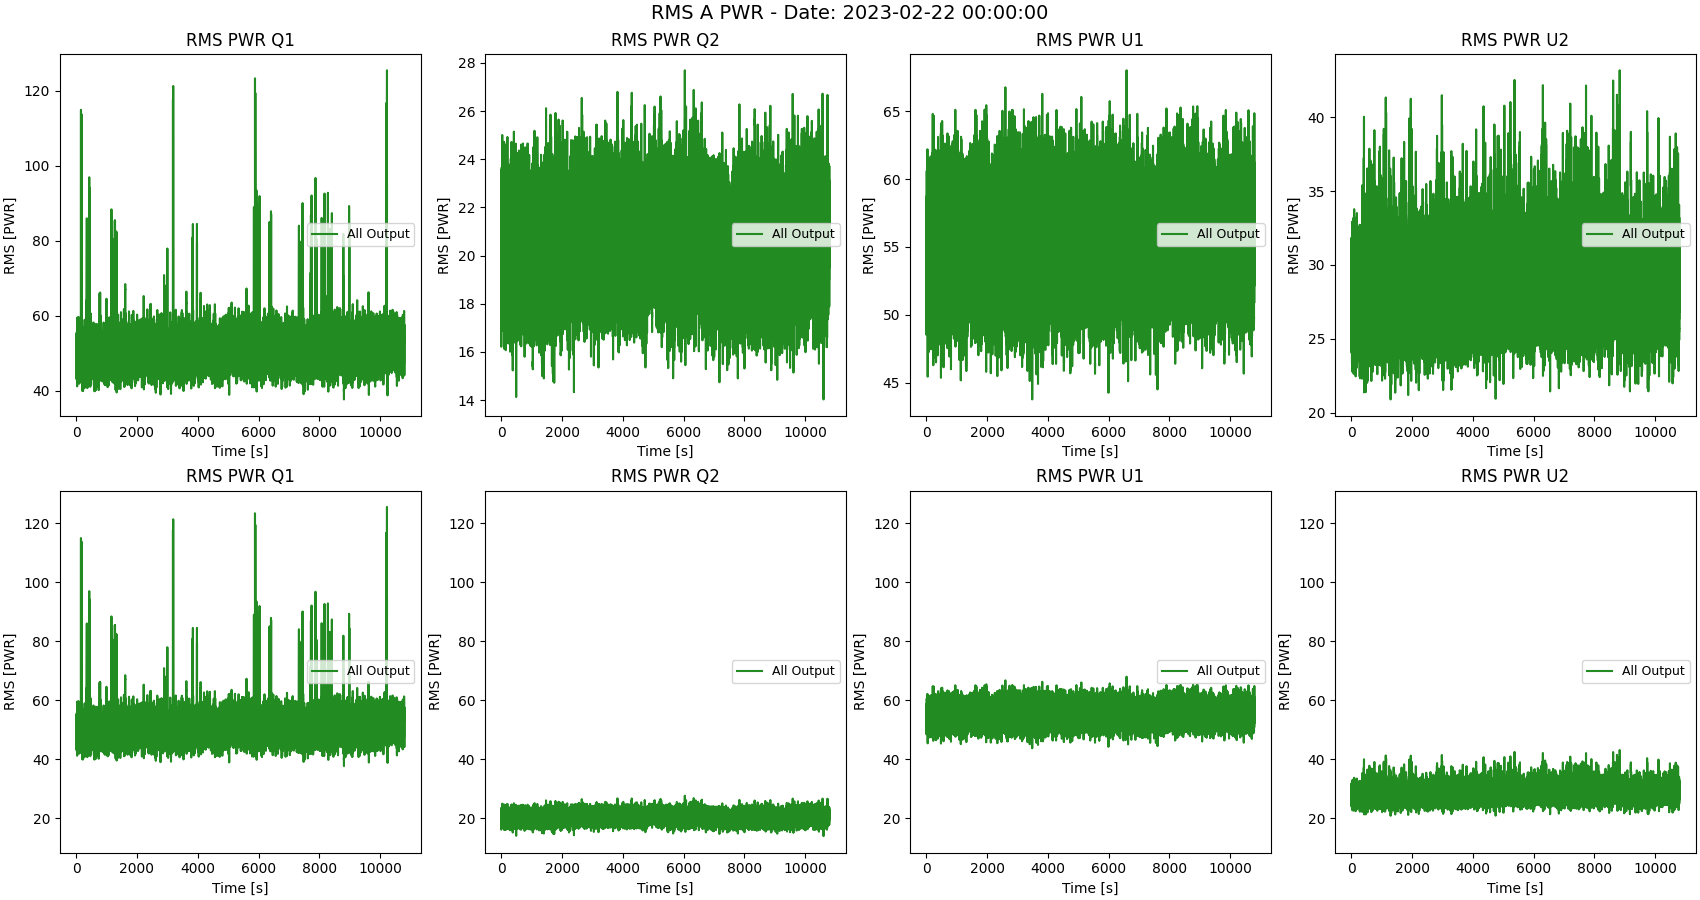 RMS A PWR - Date: 2023-02-22 00:00:00
RMS PWR Q1
RMS PWR Q2
RMS PWR U1
RMS PWR U2
RMS [PWR]
120
100
80
60
40
All Output
0 2000 4000 6000 8000 10000
Time [s]
RMS [PWR]
28
26
24
22
20
18
16
14
All Output
0 2000 4000 6000 8000 10000
Time [s]
RMS [PWR]
65
60
55
50
45
All Output
0 2000 4000 6000 8000 10000
Time [s]
RMS [PWR]
40
35
30
25
20
All Output
0 2000 4000 6000 8000 10000
Time [s]
RMS PWR Q1
RMS PWR Q2
RMS PWR U1
RMS PWR U2
RMS [PWR]
120
100
80
60
40
20
All Output
0 2000 4000 6000 8000 10000
Time [s]
RMS [PWR]
120
100
80
60
40
20
All Output
0 2000 4000 6000 8000 10000
Time [s]
RMS [PWR]
120
100
80
60
40
20
All Output
0 2000 4000 6000 8000 10000
Time [s]
RMS [PWR]
120
100
80
60
40
20
All Output
0 2000 4000 6000 8000 10000
Time [s]